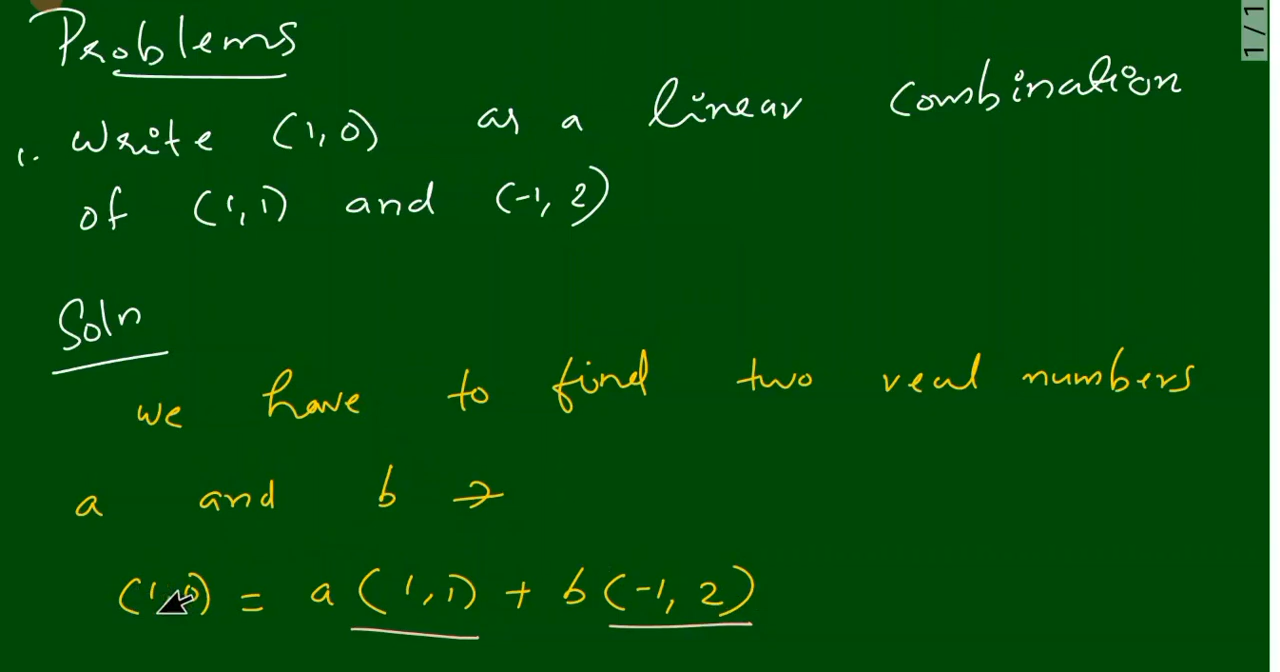 Problems
1. Write (1,0) as a linear combination
of (1,1) and (-1, 2)
Soln
we have to find two real numbers
a and b
(1,0) = a (1,1) + b (-1, 2)
1/1